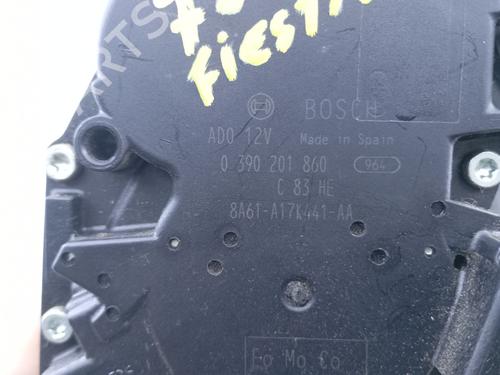 Fiesta
BOSCH
AD0 12V Made in Spain
0 390 201 860 964
C 83 HE
8A61-A17K441-AA
Fo Mo Co